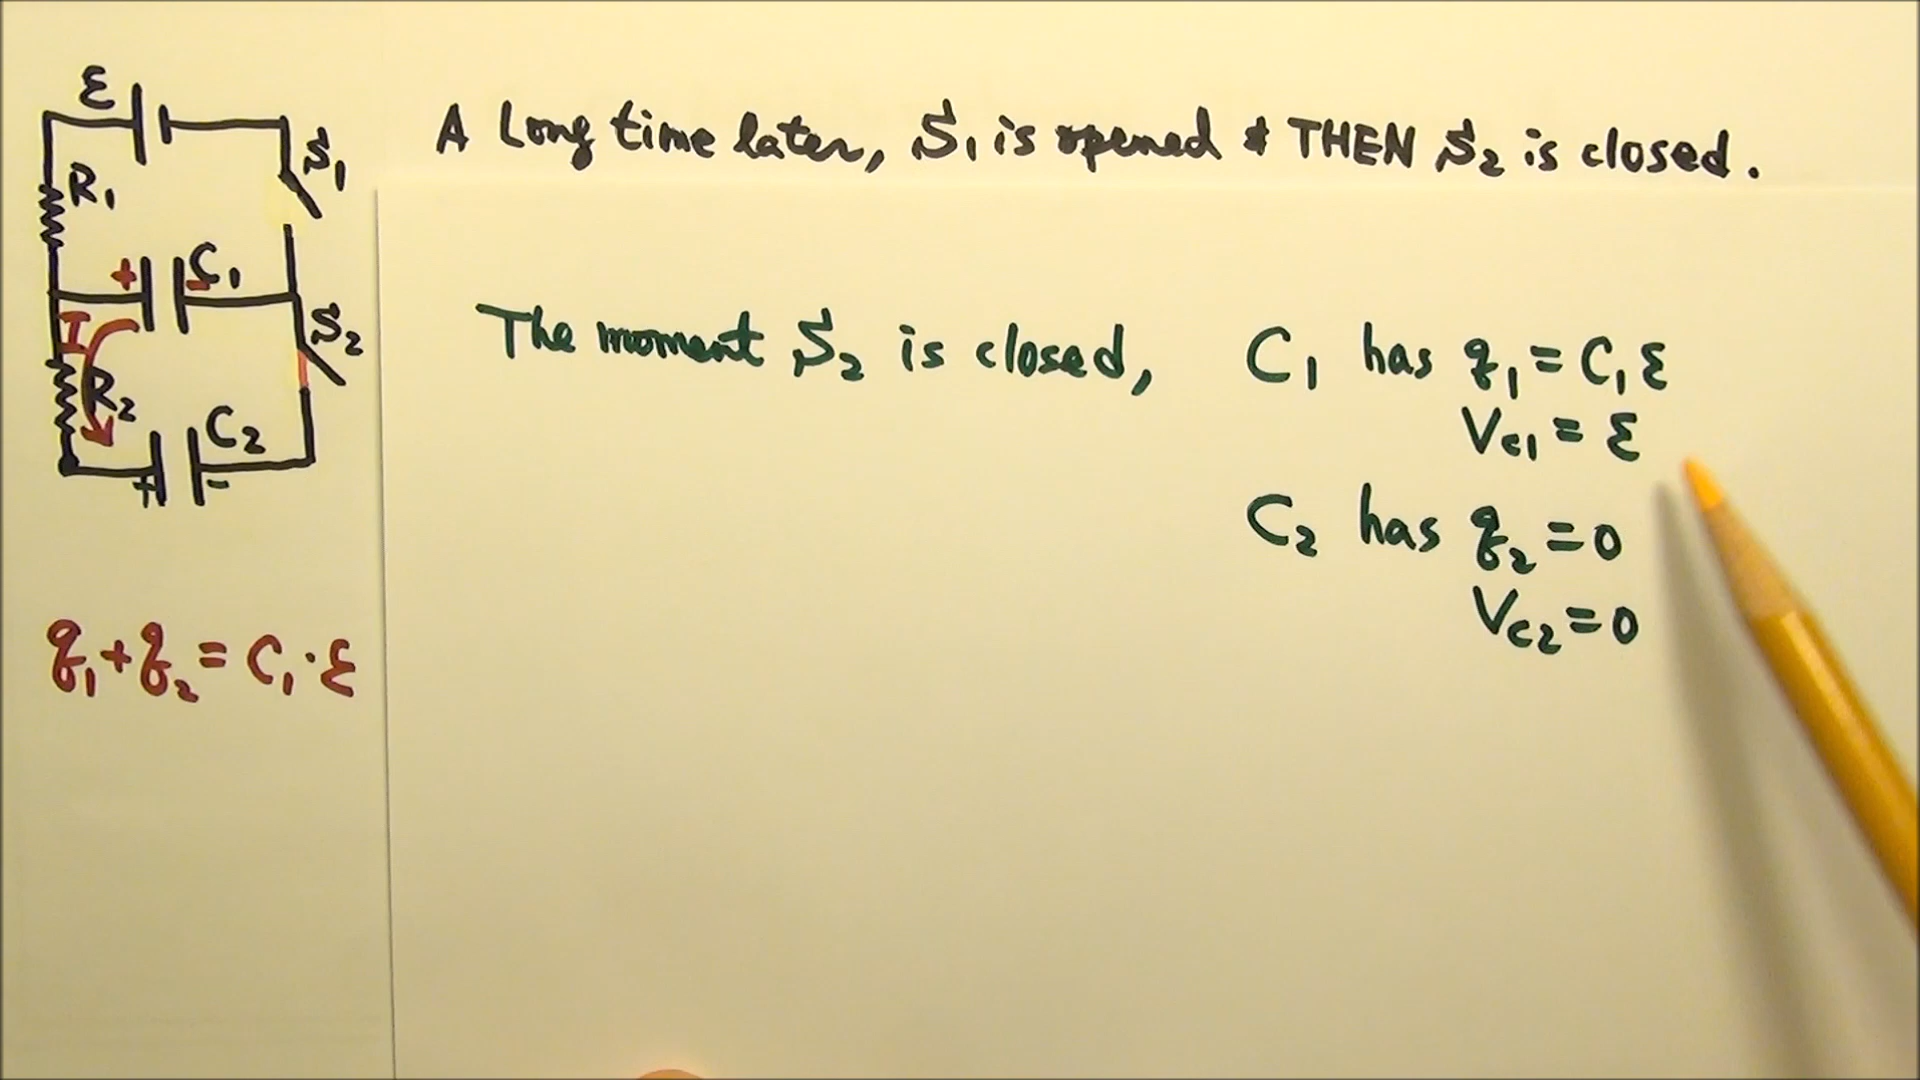 A Long time later, S1 is opened & THEN S2 is closed.
ε
S1
R1
+ C1 -
I
S2
R2
C2
+ -
The moment S2 is closed, C1 has q1 = C1 ε
Vc1 = ε
C2 has q2 = 0
Vc2 = 0
q1 + q2 = C1 · ε